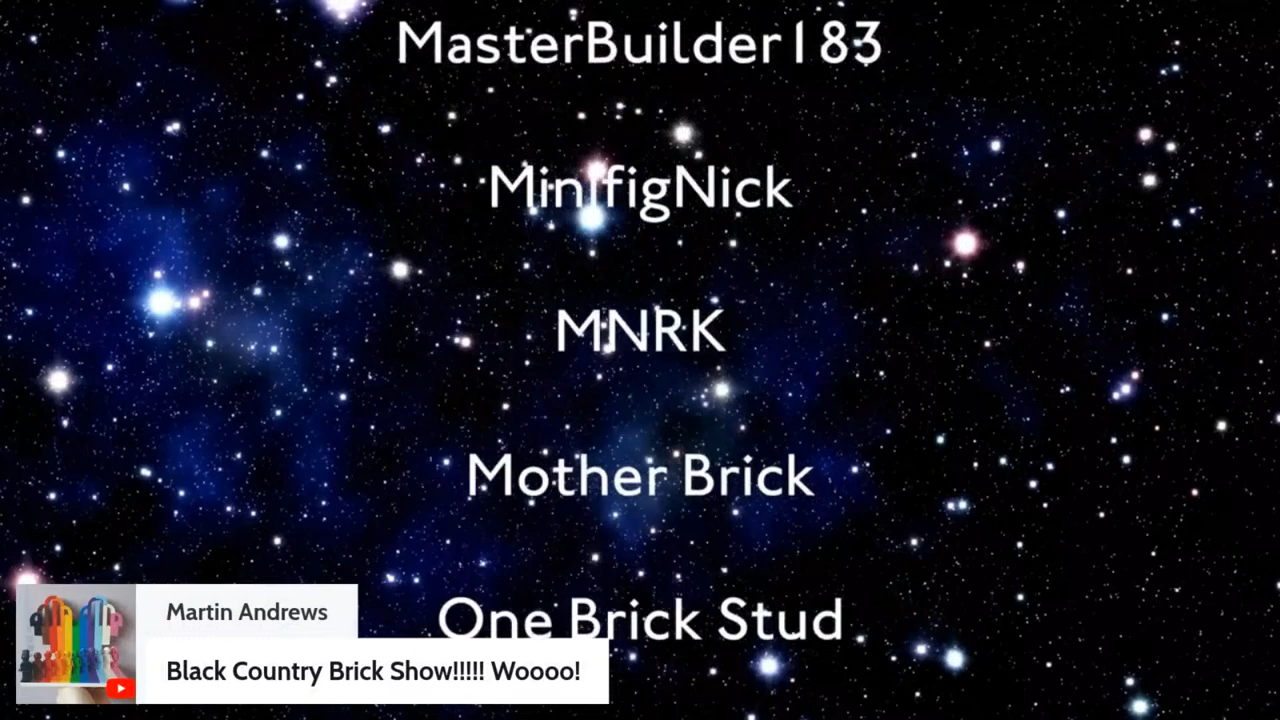 MasterBuilder183
MinifigNick
MNRK
Mother Brick
One Brick Stud
Martin Andrews
Black Country Brick Show!!!!! Woooo!